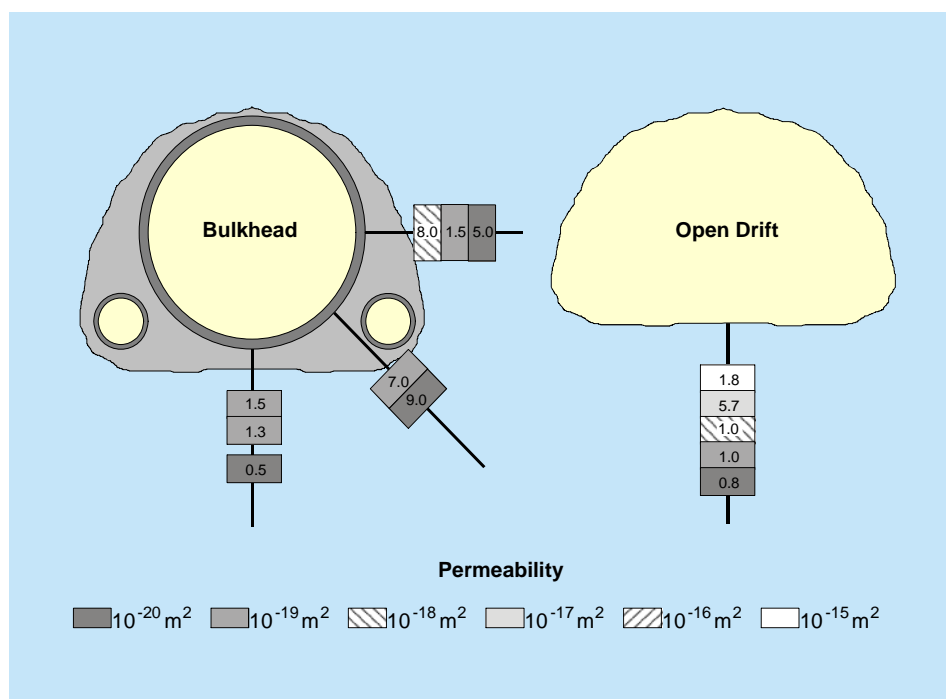 Bulkhead
8.0 1.5 5.0
Open Drift
7.0
9.0
1.5
1.3
0.5
1.8
5.7
1.0
1.0
0.8
Permeability
10⁻²⁰ m² 10⁻¹⁹ m² 10⁻¹⁸ m² 10⁻¹⁷ m² 10⁻¹⁶ m² 10⁻¹⁵ m²